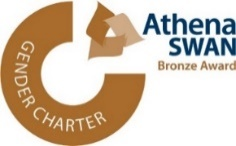 GENDER CHARTER
Athena
SWAN
Bronze Award